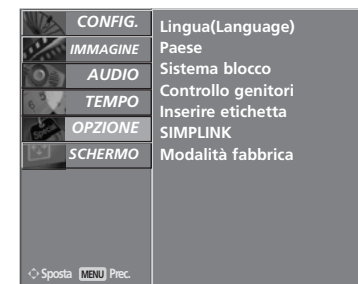 CONFIG.
IMMAGINE
AUDIO
TEMPO
OPZIONE
SCHERMO
Lingua(Language)
Paese
Sistema blocco
Controllo genitori
Inserire etichetta
SIMPLINK
Modalità fabbrica
Sposta MENU Prec.